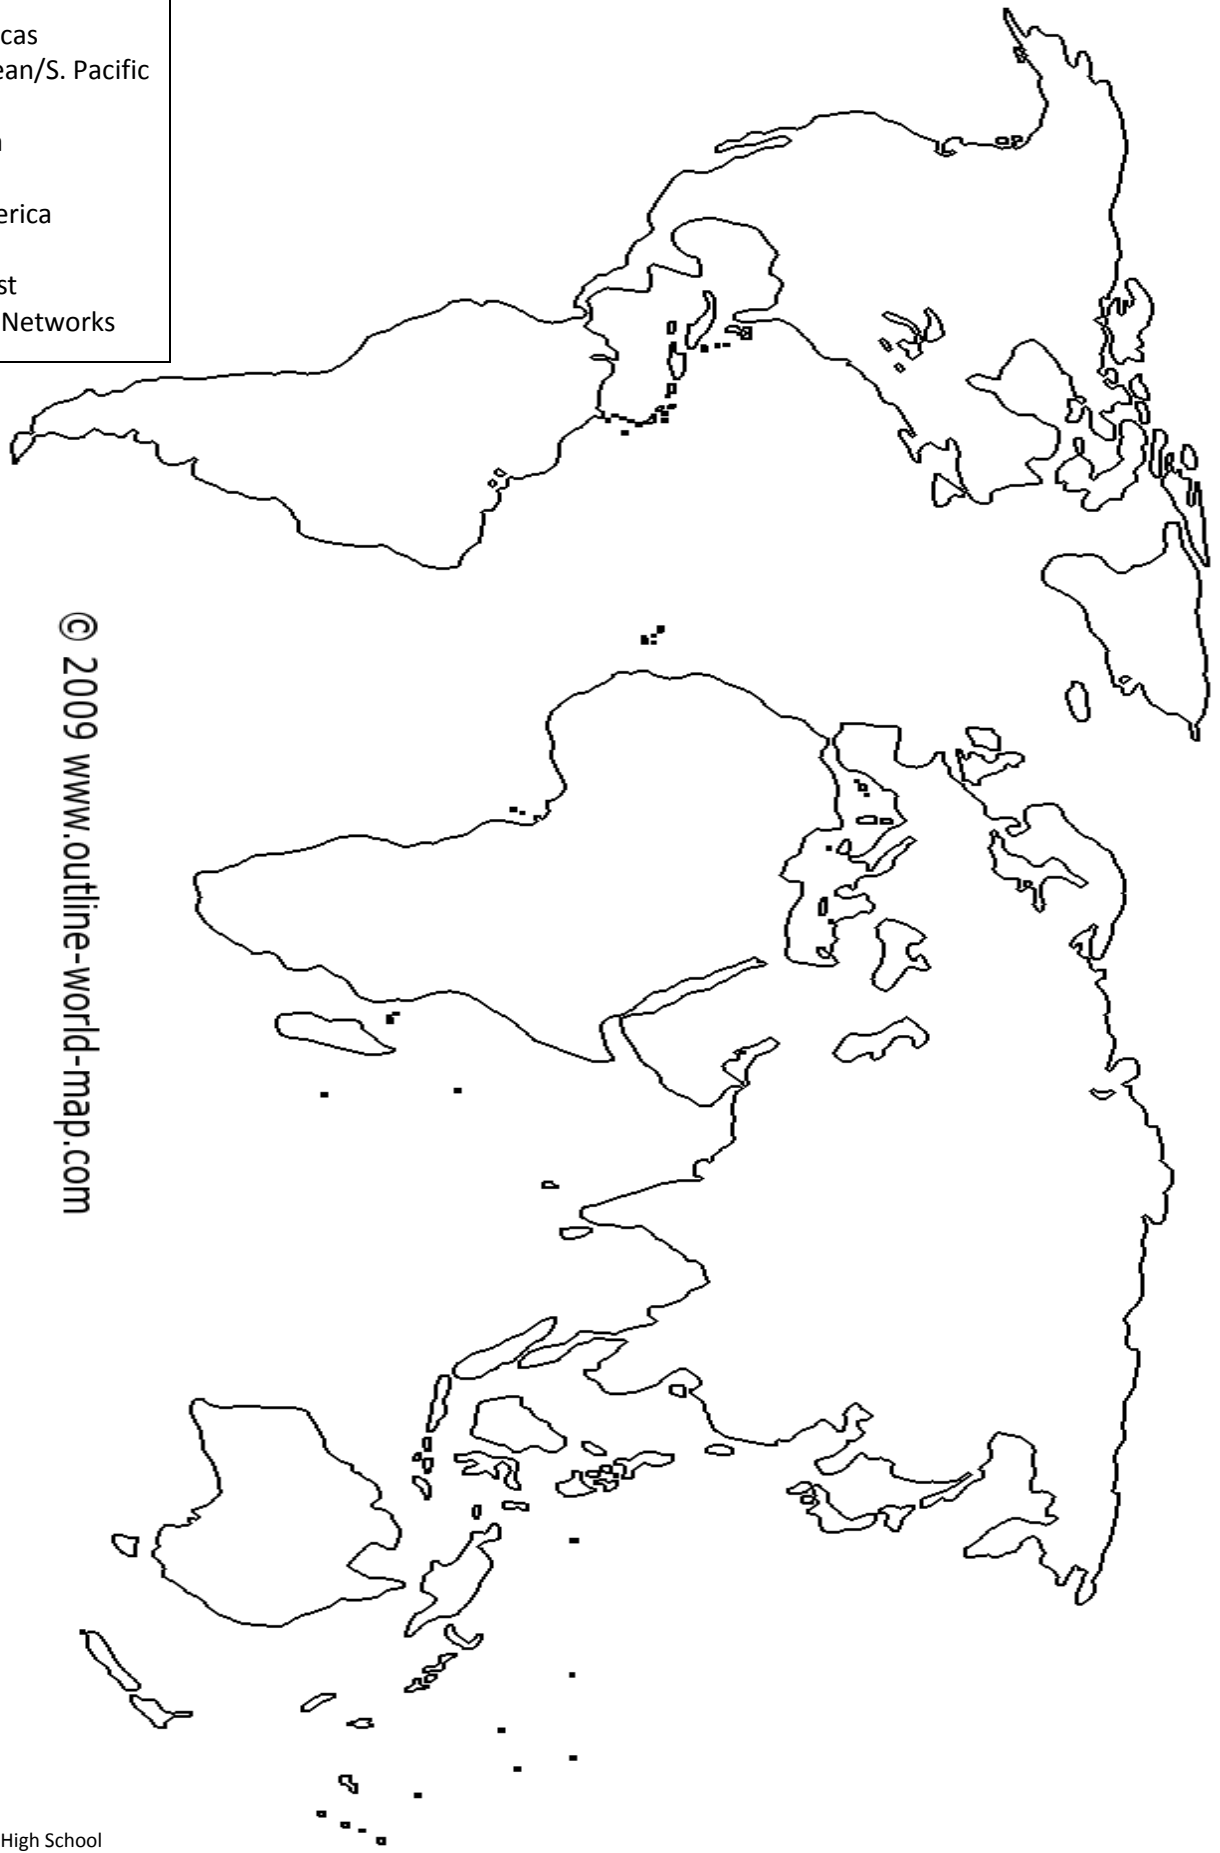 cas
ean/S. Pacific
n
erica
st
Networks
© 2009 www.outline-world-map.com
High School